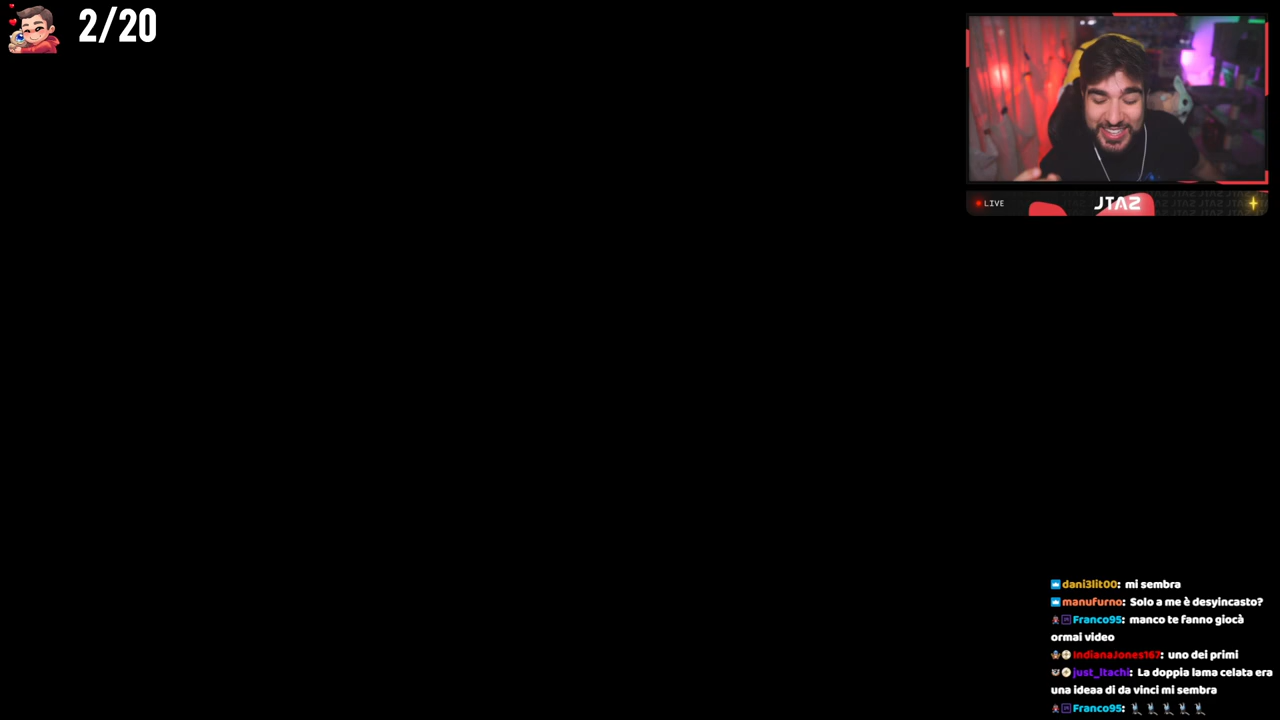 2/20
LIVE
JTAZ
dani3lit00: mi sembra
manufurno: Solo a me è desyincasto?
Franco95: manco te fanno giocà
ormai video
IndianaJones167: uno dei primi
just_Itachi: La doppia lama celata era
una ideaa di da vinci mi sembra
Franco95: